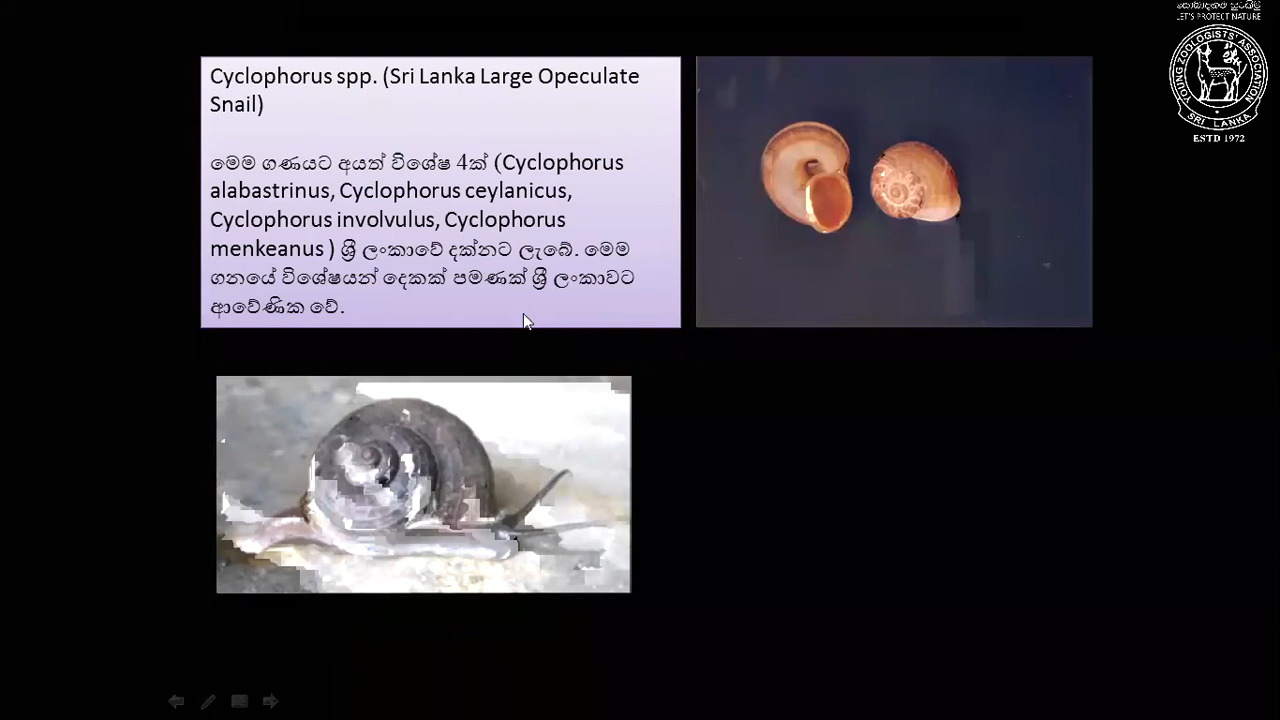 Cyclophorus spp. (Sri Lanka Large Opeculate
Snail)
මෙම ගණයට අයත් විශේෂ 4ක් (Cyclophorus
alabastrinus, Cyclophorus ceylanicus,
Cyclophorus involvulus, Cyclophorus
menkeanus ) ශ්‍රී ලංකාවේ දක්නට ලැබේ. මෙම
ගනයේ විශේෂයන් දෙකක් පමණක් ශ්‍රී ලංකාවට
ආවේණික වේ.
LET'S PROTECT NATURE
YOUNG ZOOLOGISTS' ASSOCIATION
SRI LANKA
ESTD 1972